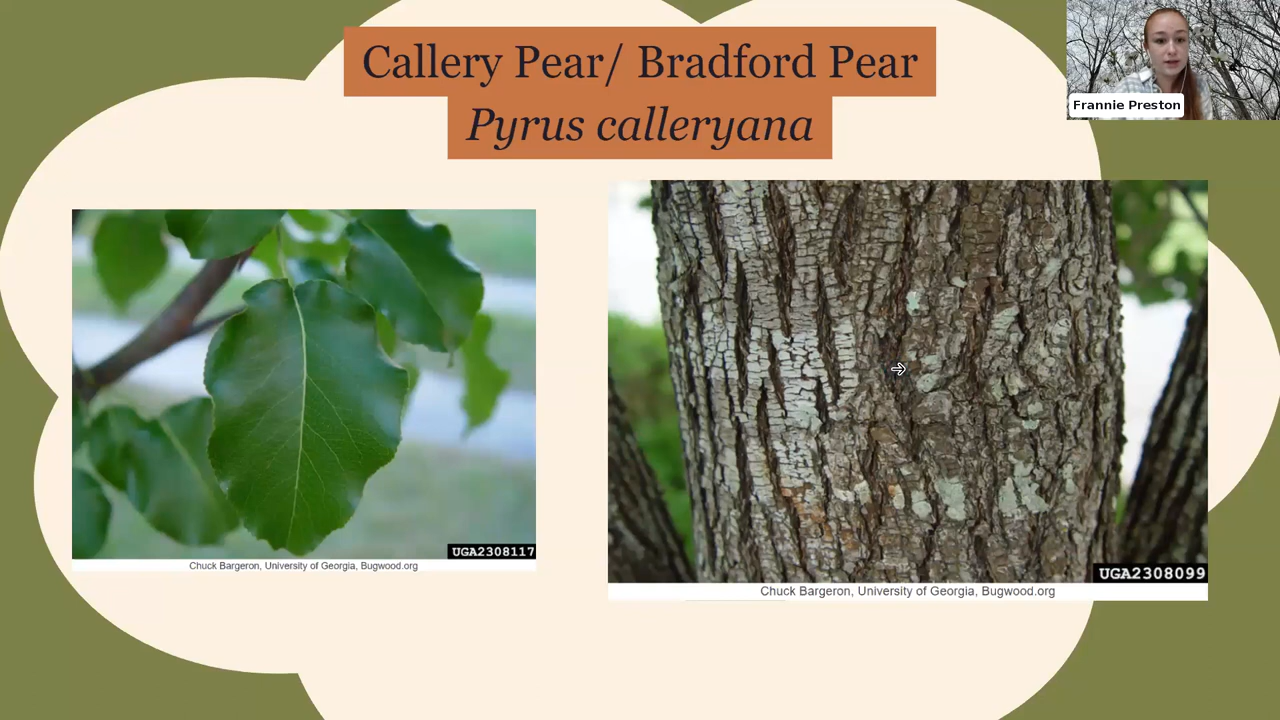 Callery Pear/ Bradford Pear
Pyrus calleryana
Frannie Preston
UGA2308117
Chuck Bargeron, University of Georgia, Bugwood.org
UGA2308099
Chuck Bargeron, University of Georgia, Bugwood.org